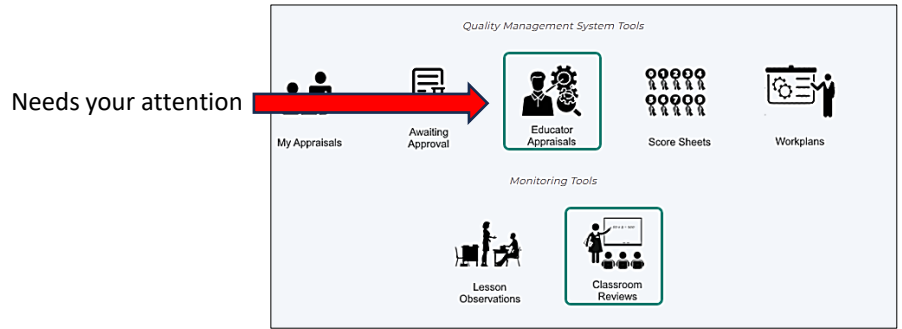 Quality Management System Tools
Needs your attention
My Appraisals
Awaiting
Approval
Educator
Appraisals
Score Sheets
Workplans
Monitoring Tools
Lesson
Observations
Classroom
Reviews